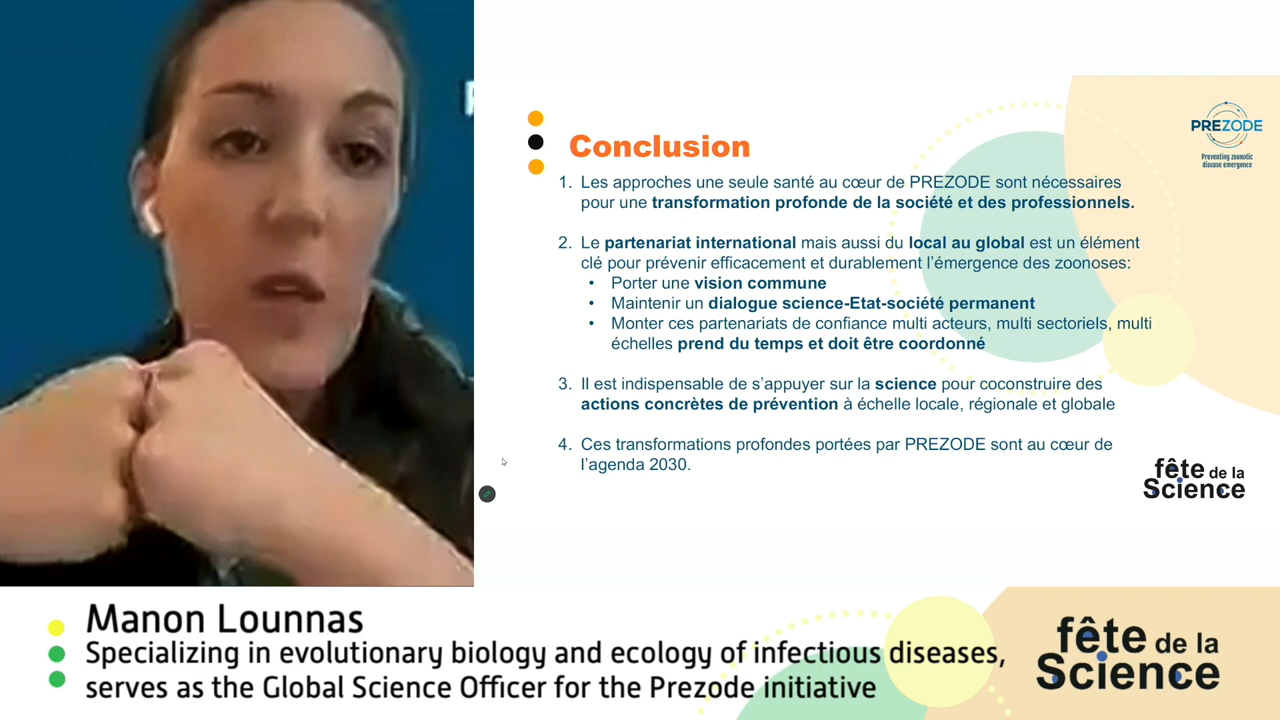 PREZODE
Preventing zoonotic
disease emergence
Conclusion
1. Les approches une seule santé au cœur de PREZODE sont nécessaires
pour une transformation profonde de la société et des professionnels.
2. Le partenariat international mais aussi du local au global est un élément
clé pour prévenir efficacement et durablement l’émergence des zoonoses:
• Porter une vision commune
• Maintenir un dialogue science-Etat-société permanent
• Monter ces partenariats de confiance multi acteurs, multi sectoriels, multi
échelles prend du temps et doit être coordonné
3. Il est indispensable de s’appuyer sur la science pour coconstruire des
actions concrètes de prévention à échelle locale, régionale et globale
4. Ces transformations profondes portées par PREZODE sont au cœur de
l’agenda 2030.
fête de la
Science
Manon Lounnas
Specializing in evolutionary biology and ecology of infectious diseases,
serves as the Global Science Officer for the Prezode initiative
fête de la
Science